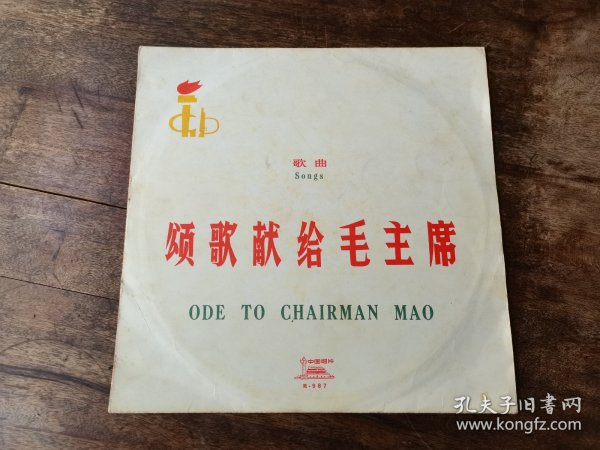 歌曲
Songs
颂歌献给毛主席
ODE TO CHAIRMAN MAO
中国唱片
M-987
孔夫子旧书网
www.kongfz.com